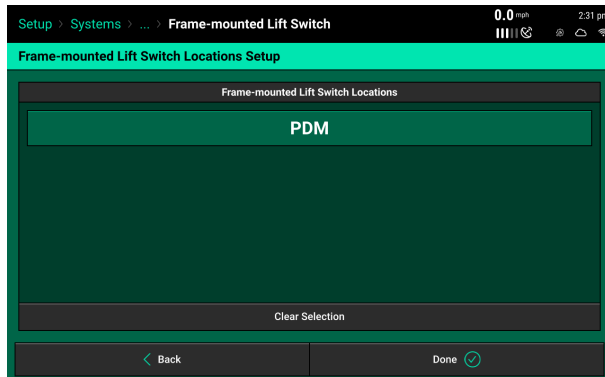 Setup > Systems > ... > Frame-mounted Lift Switch
0.0 mph
2:31 pm
Frame-mounted Lift Switch Locations Setup
Frame-mounted Lift Switch Locations
PDM
Clear Selection
Back
Done